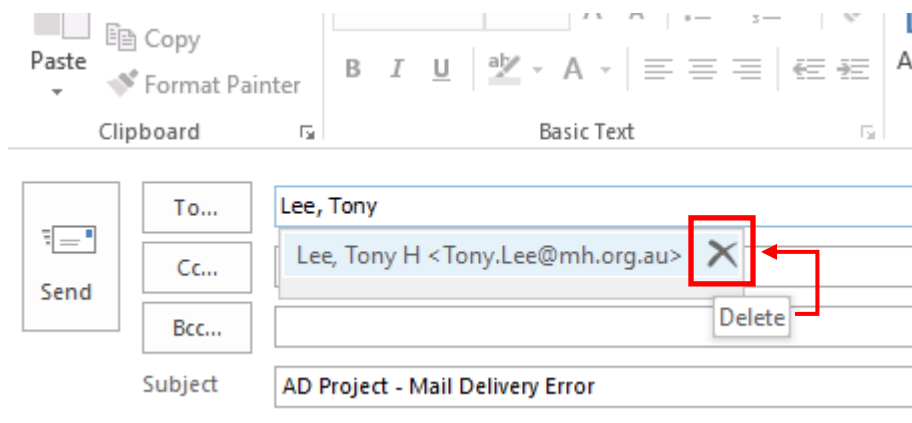 Copy
Paste
Format Painter
B I U aby A
Clipboard
Basic Text
To...
Lee, Tony
Lee, Tony H <Tony.Lee@mh.org.au>
Cc...
Send
Delete
Bcc...
Subject
AD Project - Mail Delivery Error